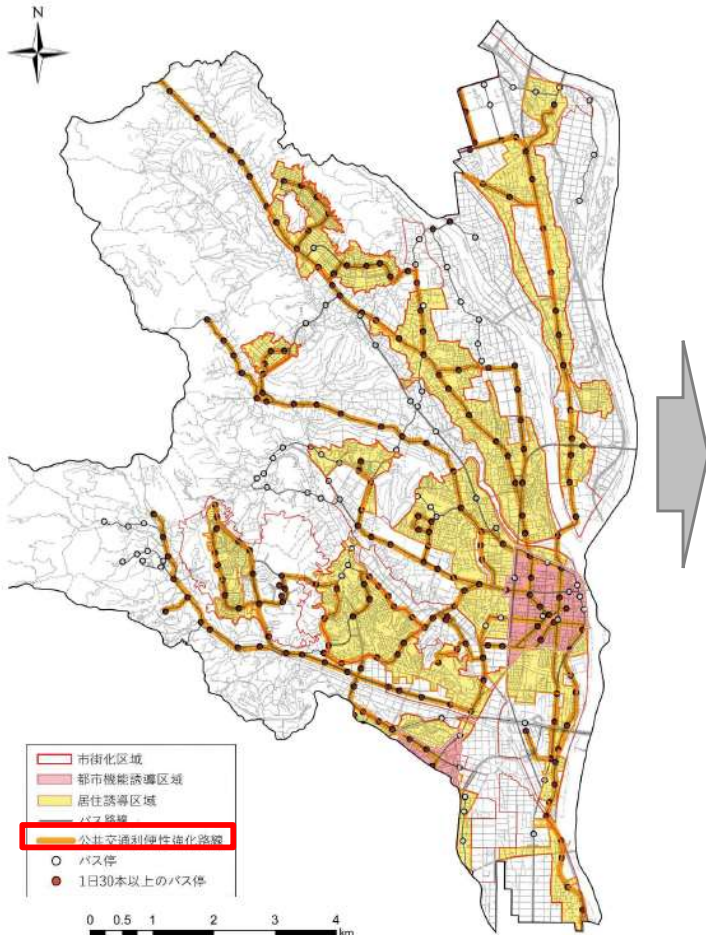 N
市街化区域
都市機能誘導区域
居住誘導区域
バス路線
公共交通利便性強化路線
バス停
1日30本以上のバス停
0 0.5 1 2 3 4
km